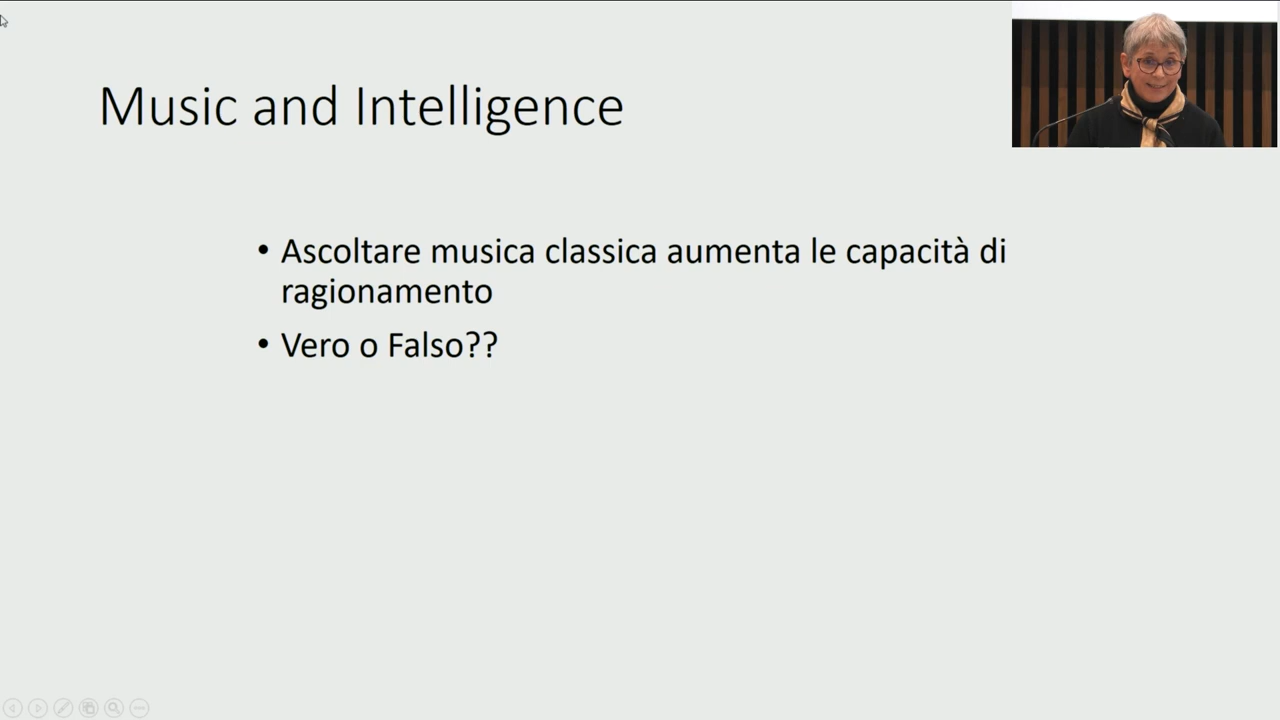 Music and Intelligence
• Ascoltare musica classica aumenta le capacità di
ragionamento
• Vero o Falso??